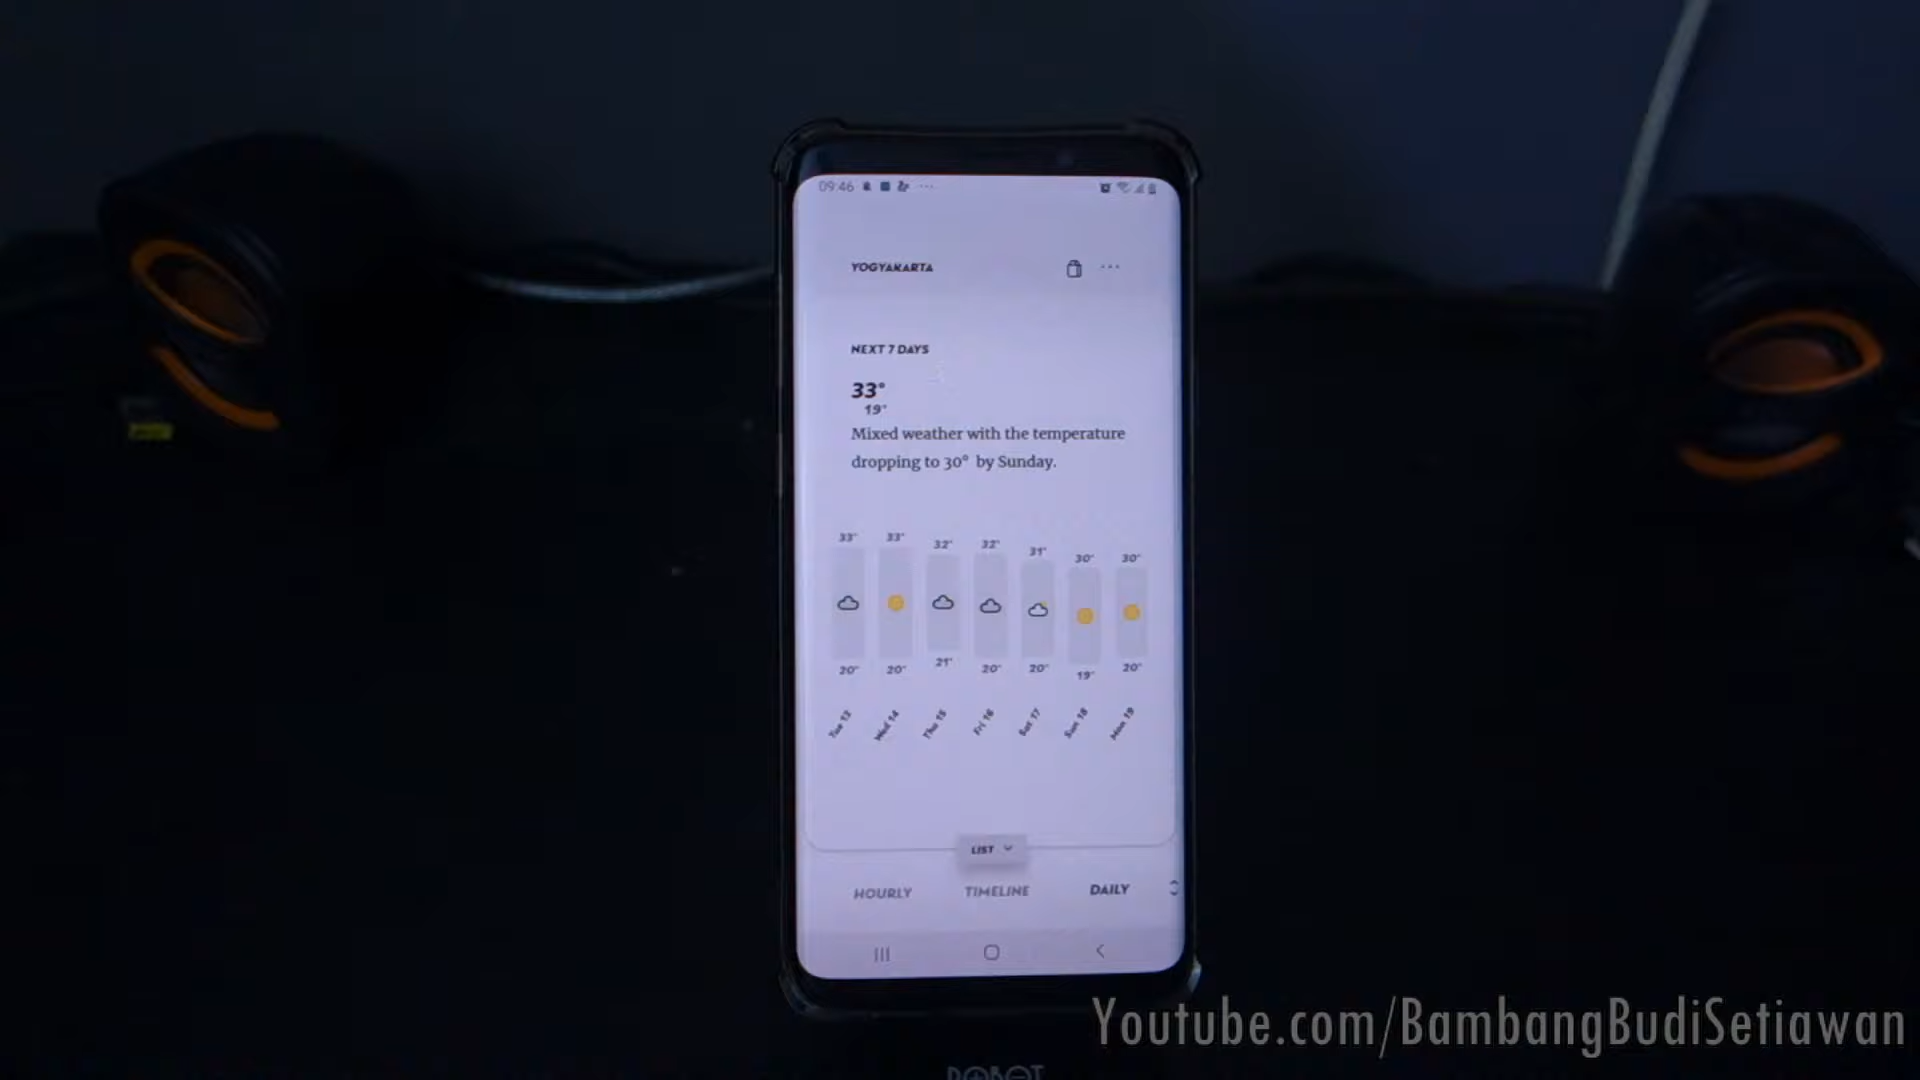 09:46
YOGYAKARTA
NEXT 7 DAYS
33°
19°
Mixed weather with the temperature
dropping to 30° by Sunday.
33° 33° 32° 32° 31° 30° 30°
20° 20° 21° 20° 20° 19° 20°
Tue 13 Wed 14 Thu 15 Fri 16 Sat 17 Sun 18 Mon 19
LIST
HOURLY TIMELINE DAILY
Youtube.com/BambangBudiSetiawan
ROBOT